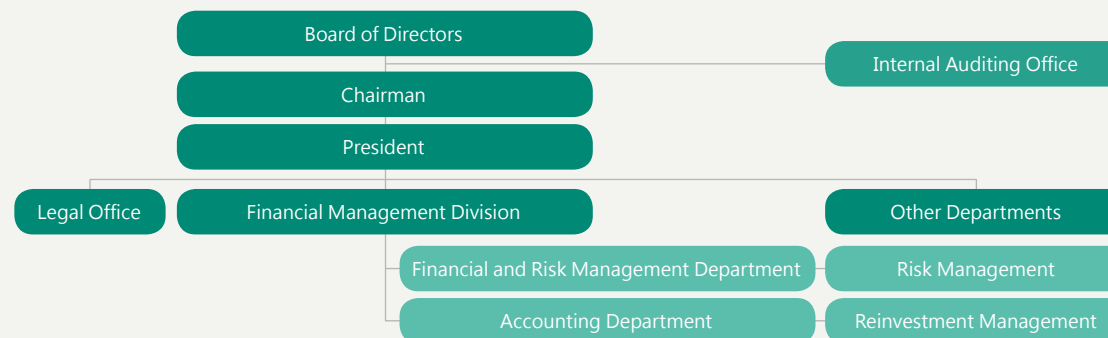 Board of Directors
Internal Auditing Office
Chairman
President
Legal Office
Financial Management Division
Other Departments
Financial and Risk Management Department
Risk Management
Accounting Department
Reinvestment Management